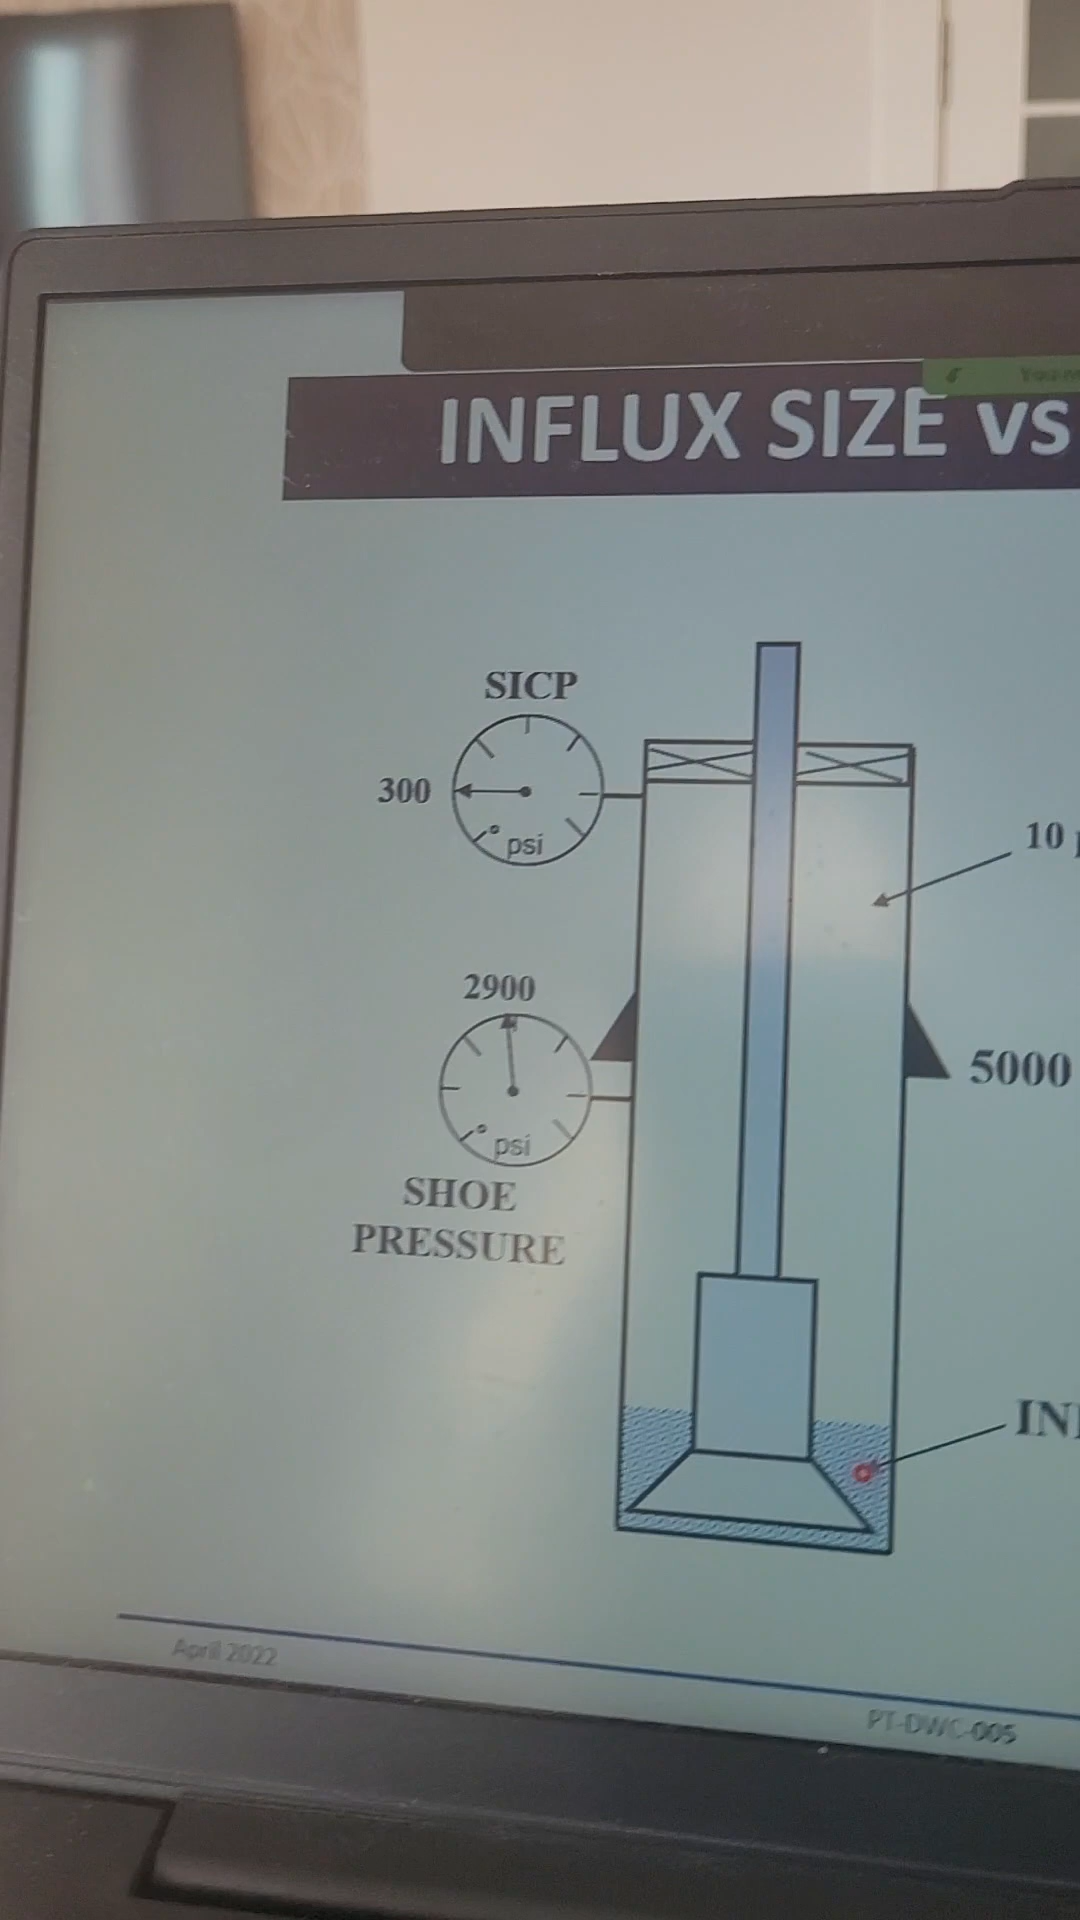 INFLUX SIZE vs
SICP
300
psi
10
2900
5000
psi
SHOE
PRESSURE
April 2022
PT-DWC-005